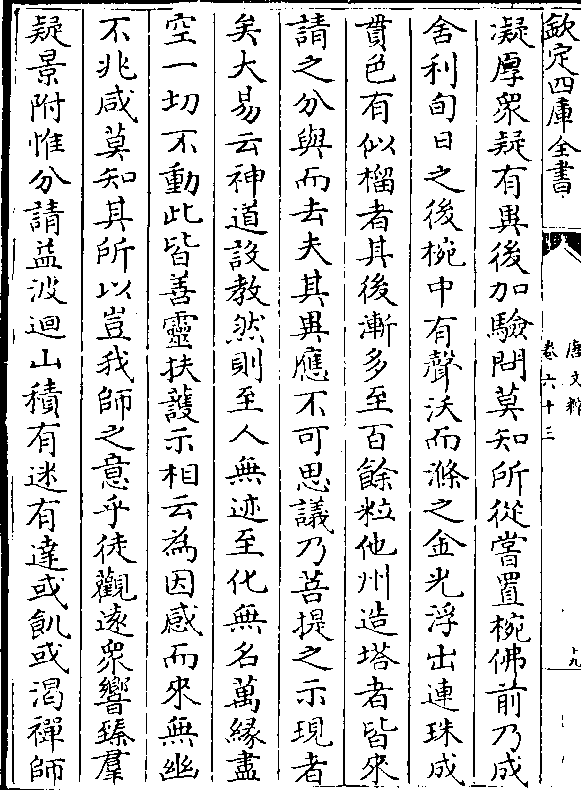 欽定四庫全書
唐文粹
卷六十三
十九
凝厚衆疑有異後加驗問莫知所從嘗置椀佛前乃成
舍利旬日之後椀中有聲沃而滌之金光浮出連珠成
貫色有似榴者其後漸多至百餘粒他州造塔者皆來
請之分與而去夫其異應不可思議乃菩提之示現者
矣大易云神道設教然則至人無迹至化無名萬緣盡
空一切不動此皆善靈扶護示相云為因感而來無幽
不兆咸莫知其所以豈我師之意乎徒觀遠衆響臻羣
疑景附惟分請益波迴山積有迷有達或飢或渴禪師